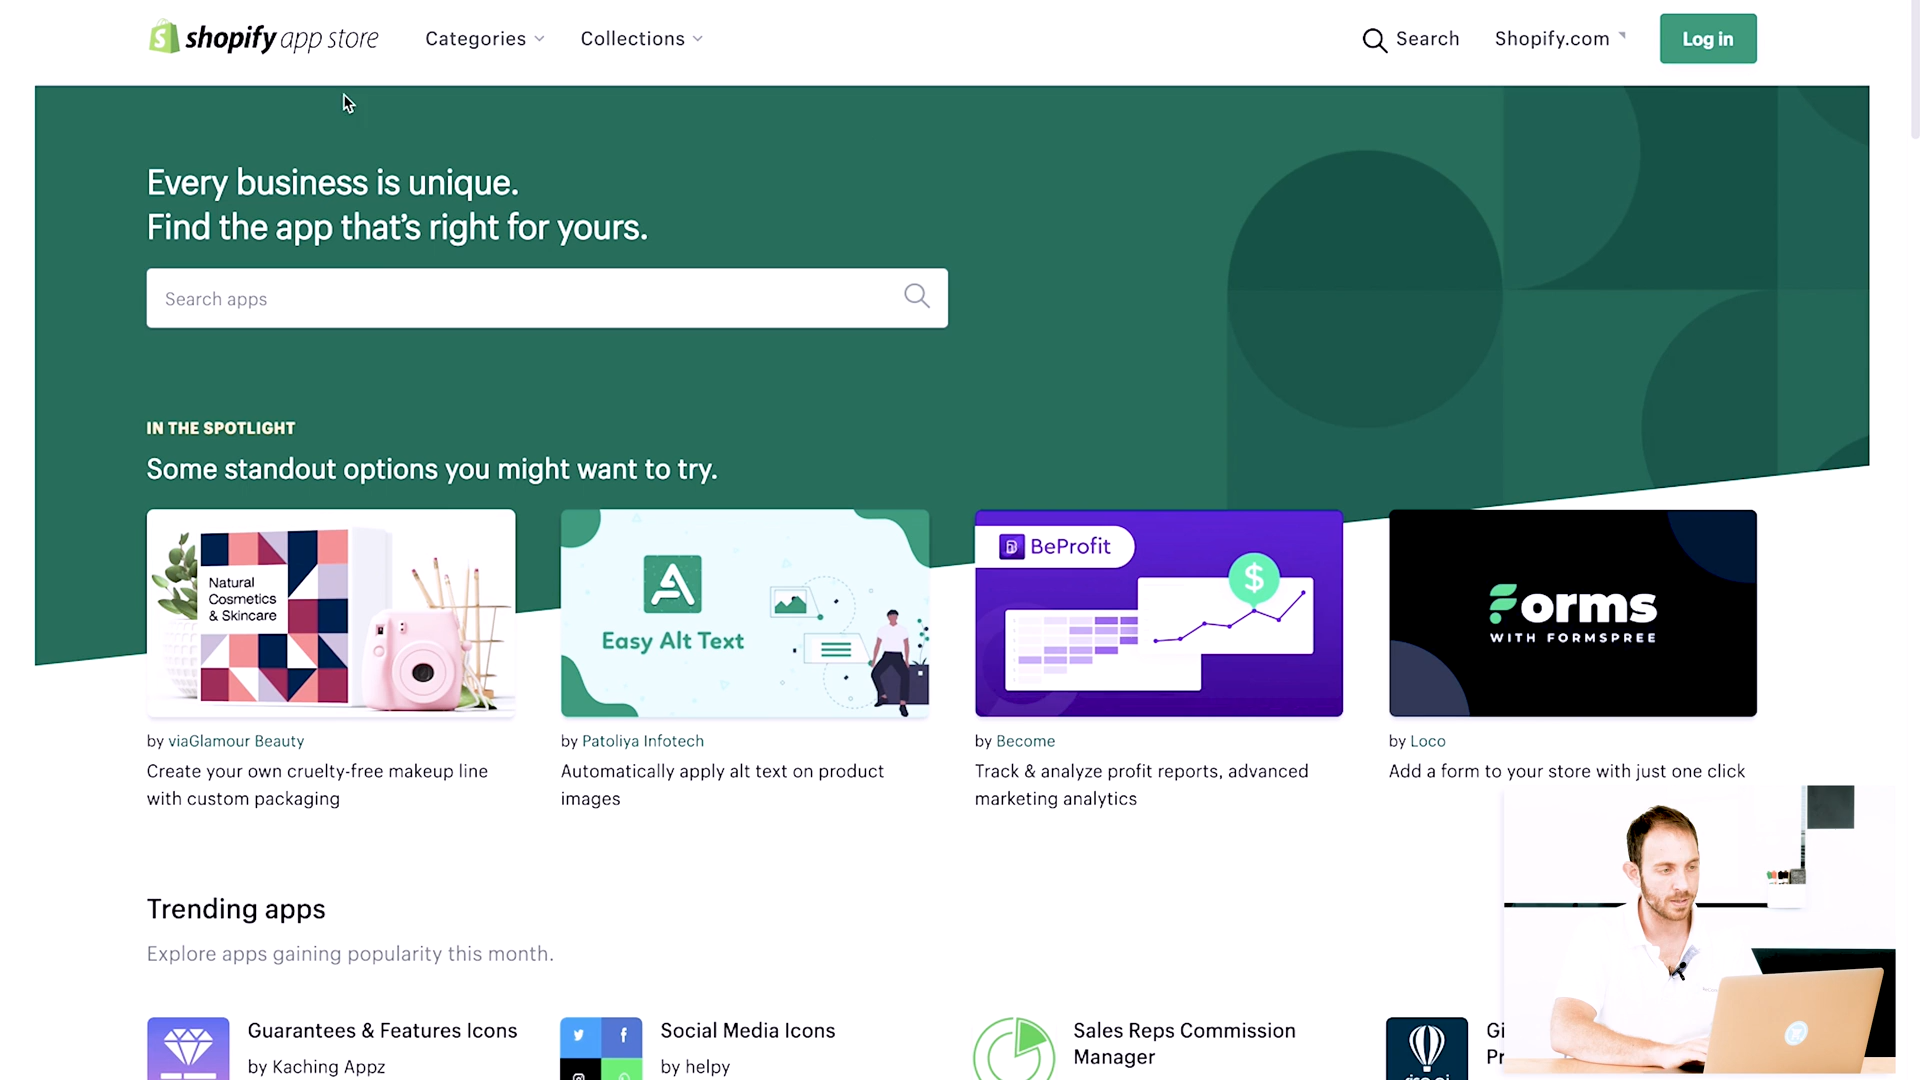 shopify app store
Categories
Collections
Search
Shopify.com
Log in
Every business is unique.
Find the app that's right for yours.
Search apps
IN THE SPOTLIGHT
Some standout options you might want to try.
Natural
Cosmetics
& Skincare
Easy Alt Text
BeProfit
$
Forms
WITH FORMSPREE
by viaGlamour Beauty
Create your own cruelty-free makeup line
with custom packaging
by Patoliya Infotech
Automatically apply alt text on product
images
by Become
Track & analyze profit reports, advanced
marketing analytics
by Loco
Add a form to your store with just one click
Trending apps
Explore apps gaining popularity this month.
Guarantees & Features Icons
by Kaching Appz
Social Media Icons
by helpy
Sales Reps Commission
Manager
Gi
Pr